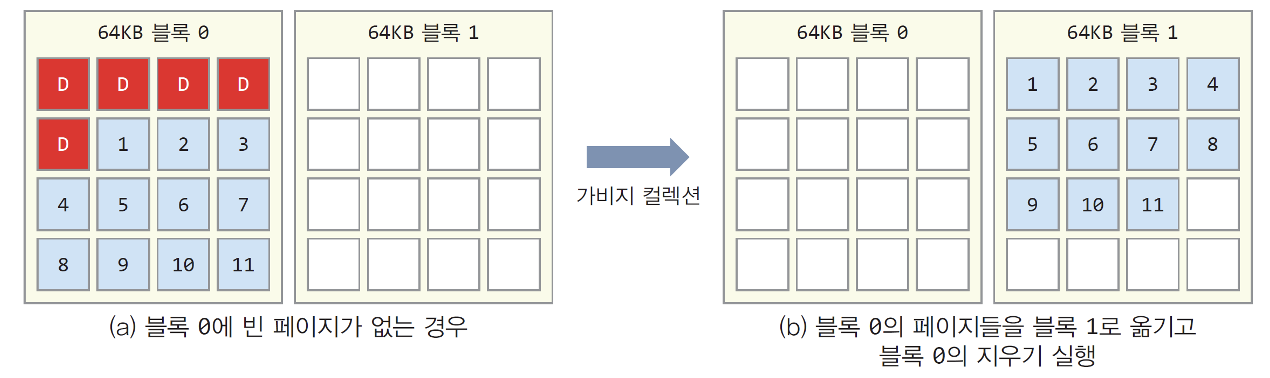 64KB 블록 0
64KB 블록 1
D D D D
D 1 2 3
4 5 6 7
8 9 10 11
(a) 블록 0에 빈 페이지가 없는 경우
가비지 컬렉션
64KB 블록 0
64KB 블록 1
1 2 3 4
5 6 7 8
9 10 11
(b) 블록 0의 페이지들을 블록 1로 옮기고
블록 0의 지우기 실행